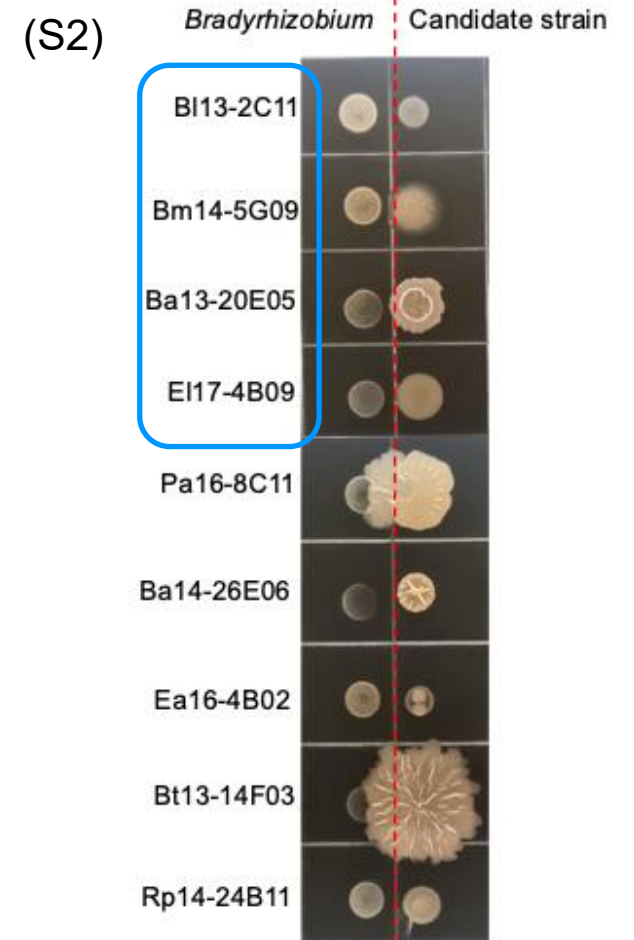 (S2)
Bradyrhizobium Candidate strain
Bl13-2C11
Bm14-5G09
Ba13-20E05
El17-4B09
Pa16-8C11
Ba14-26E06
Ea16-4B02
Bt13-14F03
Rp14-24B11